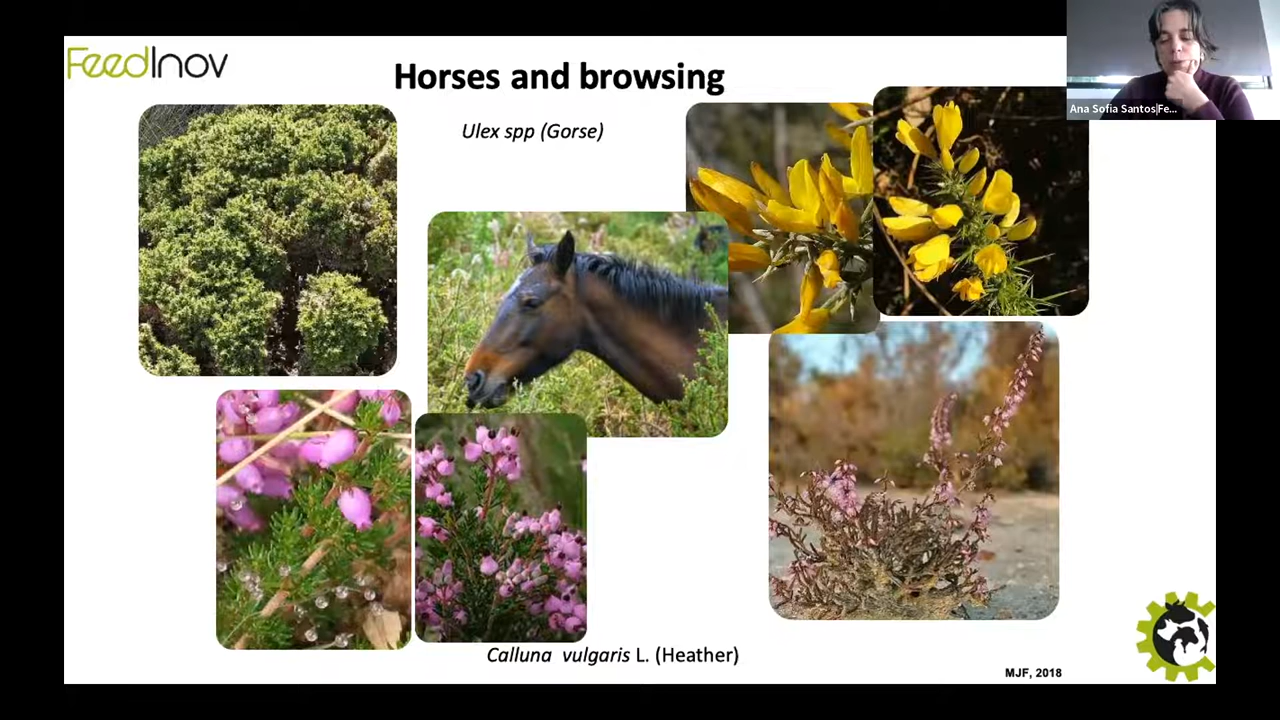 FeedInov
Horses and browsing
Ulex spp (Gorse)
Ana Sofia Santos|Fe...
Calluna vulgaris L. (Heather)
MJF, 2018